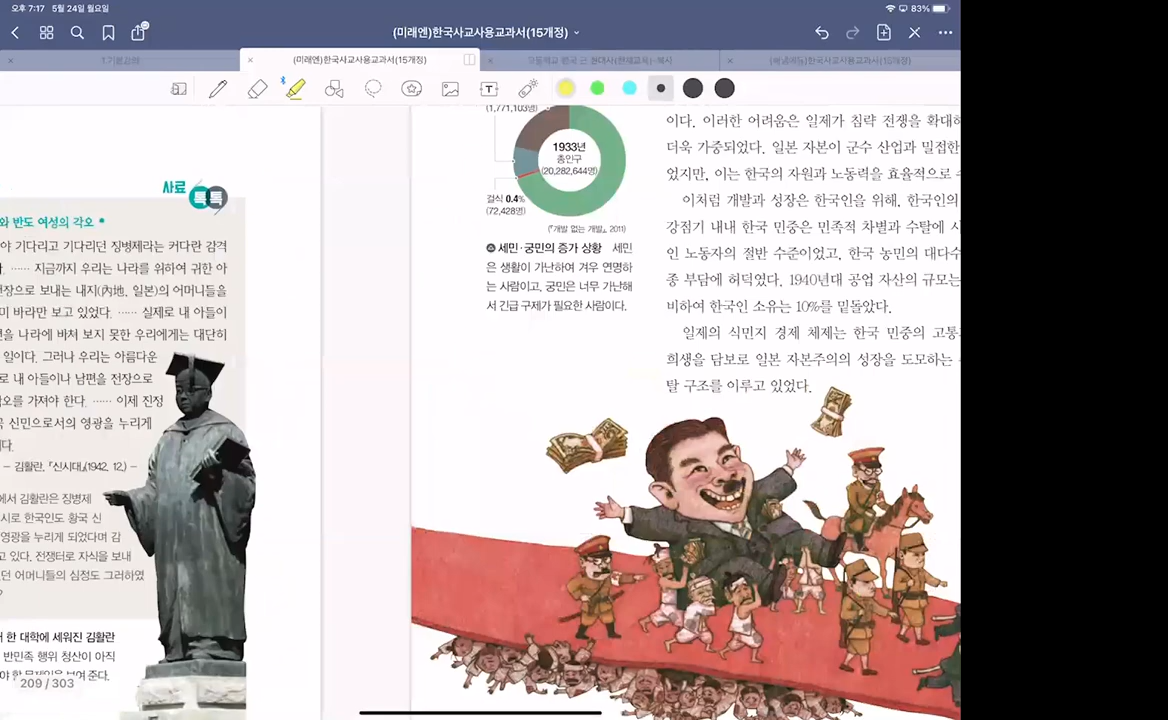 오후 7:17 5월 24일 월요일
83%
(미래엔)한국사교사용교과서(15개정)
(미래엔)한국사교사용교과서(15개정)
사료 톡톡
와 반도 여성의 각오
야 기다리고 기다리던 징병제라는 커다란 감격
지금까지 우리는 나라를 위하여 귀한 아
전장으로 보내는 내지(內地, 일본)의 어머니들을
미 바라만 보고 있었다. …… 실제로 내 아들이
편을 나라에 바쳐 보지 못한 우리에게는 대단히
일이다. 그러나 우리는 아름다운
로 내 아들이나 남편을 전장으로
각오를 가져야 한다. …… 이제 진정
국 신민으로서의 영광을 누리게
다.
– 김활란, 『신시대』(1942. 12.) –
에서 김활란은 징병제
시로 한국인도 황국 신
영광을 누리게 되었다며 감
고 있다. 전쟁터로 자식을 보내
던 어머니들의 심정도 그러하였
?
한 대학에 세워진 김활란
반민족 행위 청산이 아직
209 / 303
(1,771,103명)
1933년
총인구
(20,282,644명)
걸식 0.4%
(72,428명)
(『개발 없는 개발』, 2011)
세민·궁민의 증가 상황 세민
은 생활이 가난하여 겨우 연명하
는 사람이고, 궁민은 너무 가난해
서 긴급 구제가 필요한 사람이다.
이다. 이러한 어려움은 일제가 침략 전쟁을 확대하
더욱 가중되었다. 일본 자본이 군수 산업과 밀접한
었지만, 이는 한국의 자원과 노동력을 효율적으로
이처럼 개발과 성장은 한국인을 위해, 한국인의
강점기 내내 한국 민중은 민족적 차별과 수탈에 시
인 노동자의 절반 수준이었고, 한국 농민의 대다수
종 부담에 허덕였다. 1940년대 공업 자산의 규모는
비하여 한국인 소유는 10%를 밑돌았다.
일제의 식민지 경제 체제는 한국 민중의 고통과
희생을 담보로 일본 자본주의의 성장을 도모하는
탈 구조를 이루고 있었다.